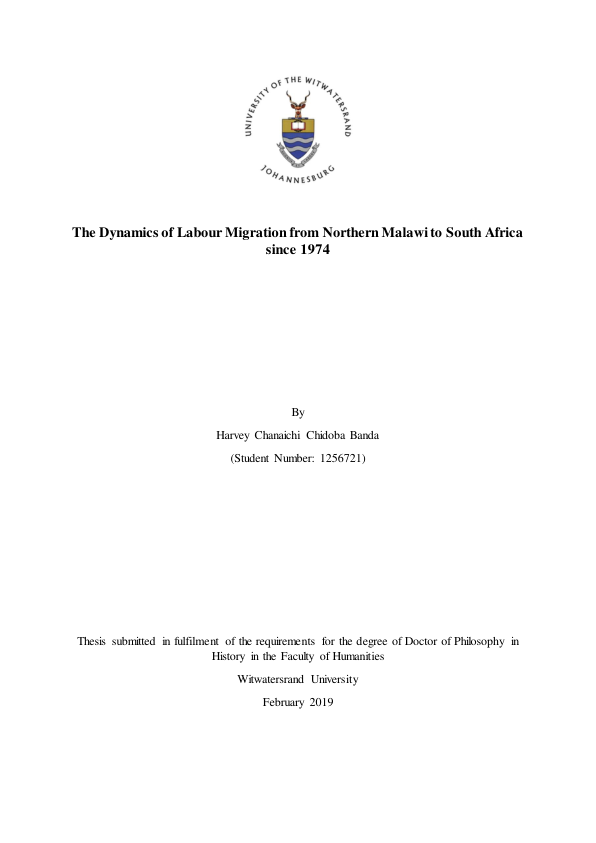 UNIVERSITY OF THE WITWATERSRAND
JOHANNESBURG
The Dynamics of Labour Migration from Northern Malawi to South Africa
since 1974
By
Harvey Chanaichi Chidoba Banda
(Student Number: 1256721)
Thesis submitted in fulfilment of the requirements for the degree of Doctor of Philosophy in
History in the Faculty of Humanities
Witwatersrand University
February 2019